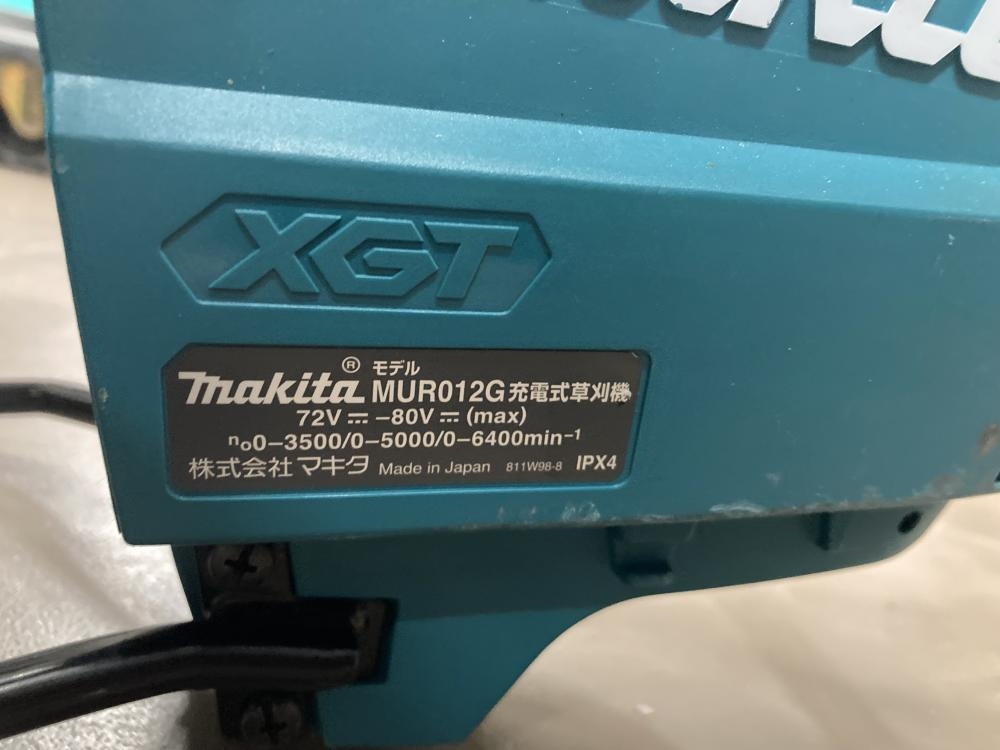 XGT
makita® モデル MUR012G 充電式草刈機
72V ⎓ –80V ⎓ (max)
n₀0–3500/0–5000/0–6400min⁻¹
株式会社 マキタ Made in Japan 811W98-8 IPX4